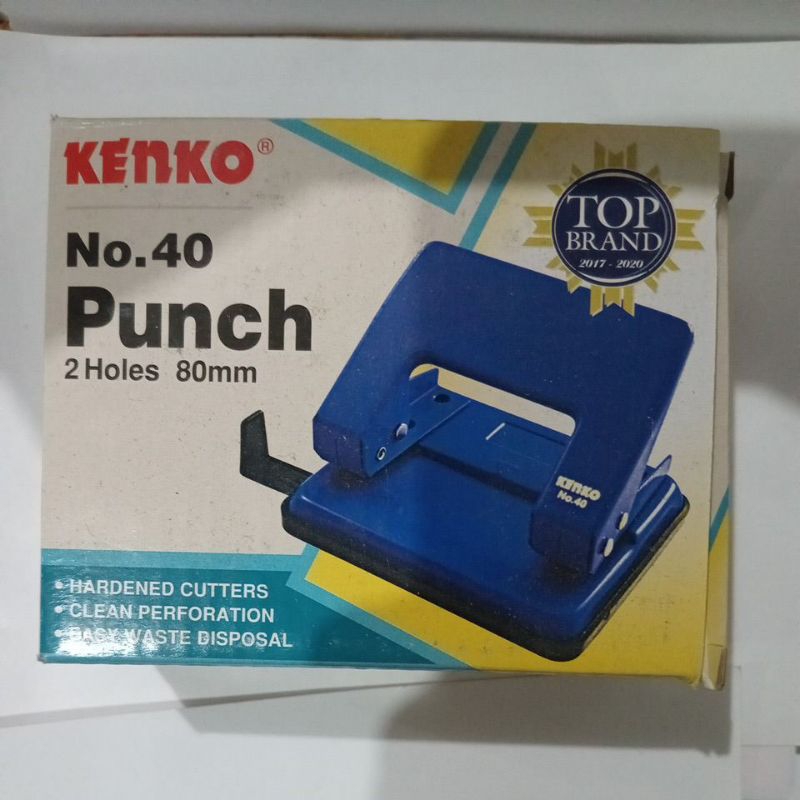 KENKO®
No.40
Punch
2 Holes 80mm
TOP
BRAND
2017 - 2020
KENKO
No.40
• HARDENED CUTTERS
• CLEAN PERFORATION
• EASY WASTE DISPOSAL